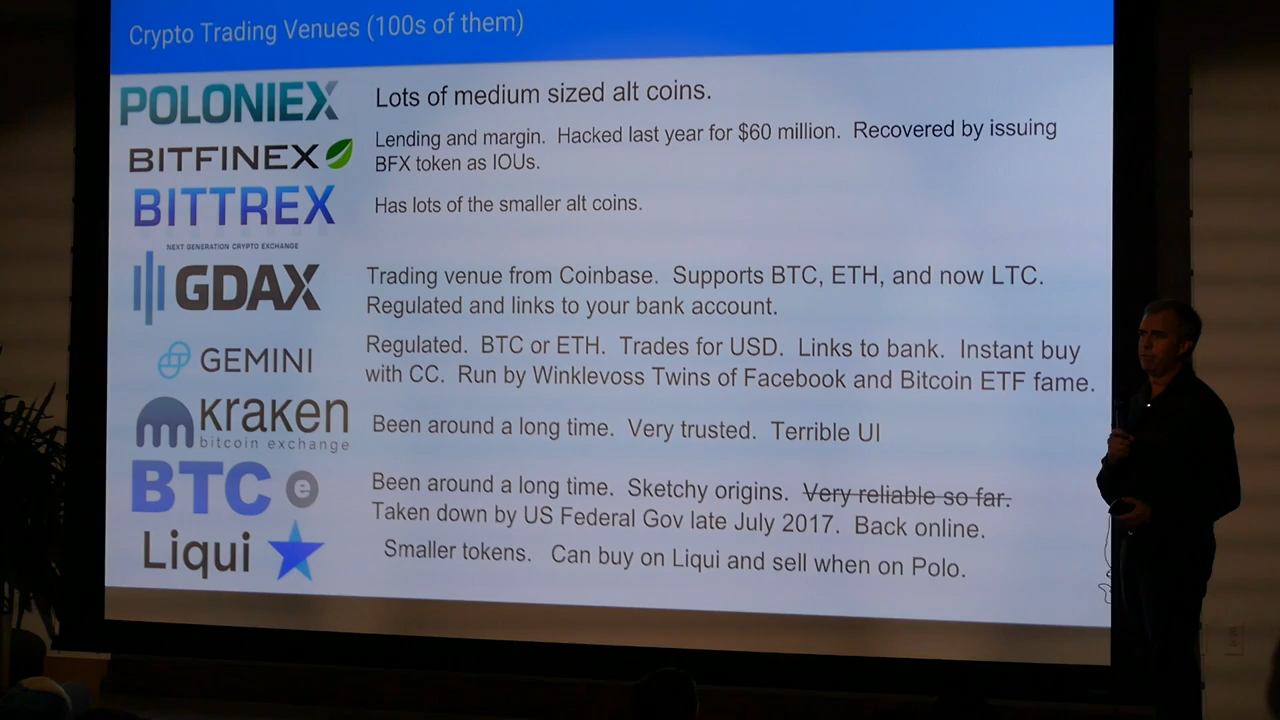 Crypto Trading Venues (100s of them)
POLONIEX
Lots of medium sized alt coins.
BITFINEX
Lending and margin. Hacked last year for $60 million. Recovered by issuing
BFX token as IOUs.
BITTREX
Has lots of the smaller alt coins.
NEXT GENERATION CRYPTO EXCHANGE
GDAX
Trading venue from Coinbase. Supports BTC, ETH, and now LTC.
Regulated and links to your bank account.
GEMINI
Regulated. BTC or ETH. Trades for USD. Links to bank. Instant buy
with CC. Run by Winklevoss Twins of Facebook and Bitcoin ETF fame.
kraken
bitcoin exchange
Been around a long time. Very trusted. Terrible UI
BTC e
Been around a long time. Sketchy origins. Very reliable so far.
Taken down by US Federal Gov late July 2017. Back online.
Liqui
Smaller tokens. Can buy on Liqui and sell when on Polo.